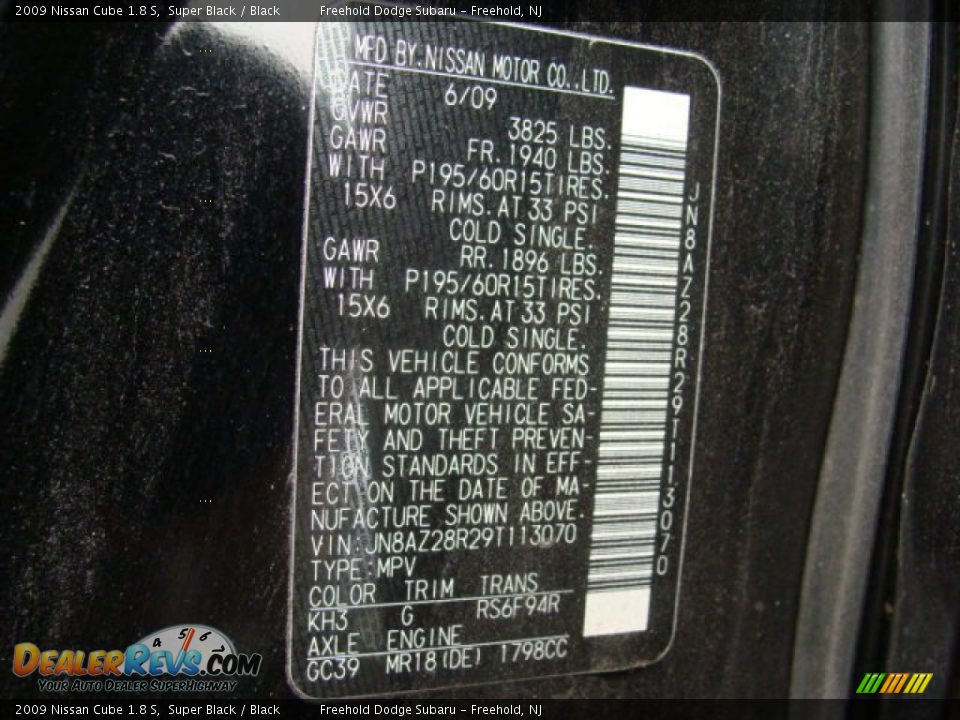 2009 Nissan Cube 1.8 S, Super Black / Black Freehold Dodge Subaru - Freehold, NJ
MFD BY.NISSAN MOTOR CO.,LTD.
DATE 6/09
GVWR 3825 LBS.
GAWR FR.1940 LBS.
WITH P195/60R15TIRES.
15X6 RIMS.AT 33 PSI
COLD SINGLE.
GAWR RR.1896 LBS.
WITH P195/60R15TIRES.
15X6 RIMS.AT 33 PSI
COLD SINGLE.
THIS VEHICLE CONFORMS
TO ALL APPLICABLE FED-
ERAL MOTOR VEHICLE SA-
FETY AND THEFT PREVEN-
TION STANDARDS IN EFF-
ECT ON THE DATE OF MA-
NUFACTURE SHOWN ABOVE.
VIN:JN8AZ28R29T113070
TYPE:MPV
COLOR TRIM TRANS
KH3 G RS6F94R
AXLE ENGINE
GC39 MR18(DE) 1798CC
JN8AZ28R29T113070
4 5 6
DEALERREVS.COM
YOUR AUTO DEALER SUPERHIGHWAY
2009 Nissan Cube 1.8 S, Super Black / Black Freehold Dodge Subaru - Freehold, NJ